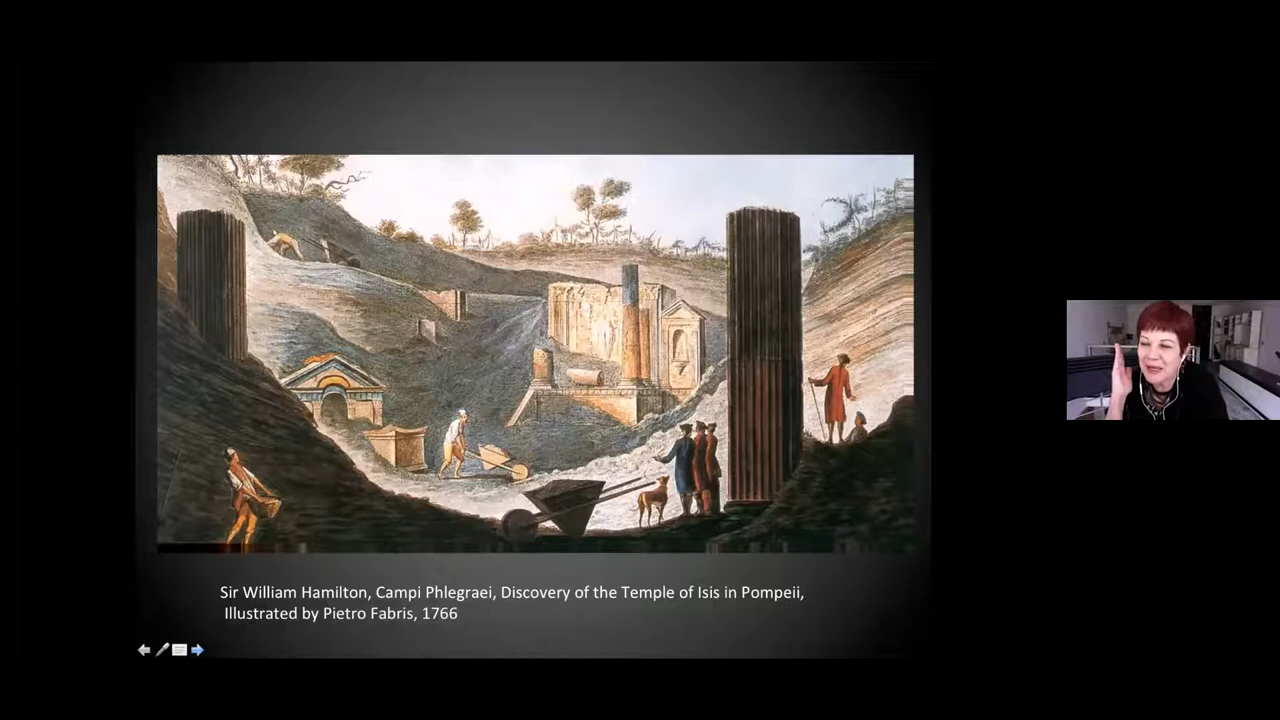 Sir William Hamilton, Campi Phlegraei, Discovery of the Temple of Isis in Pompeii,
Illustrated by Pietro Fabris, 1766